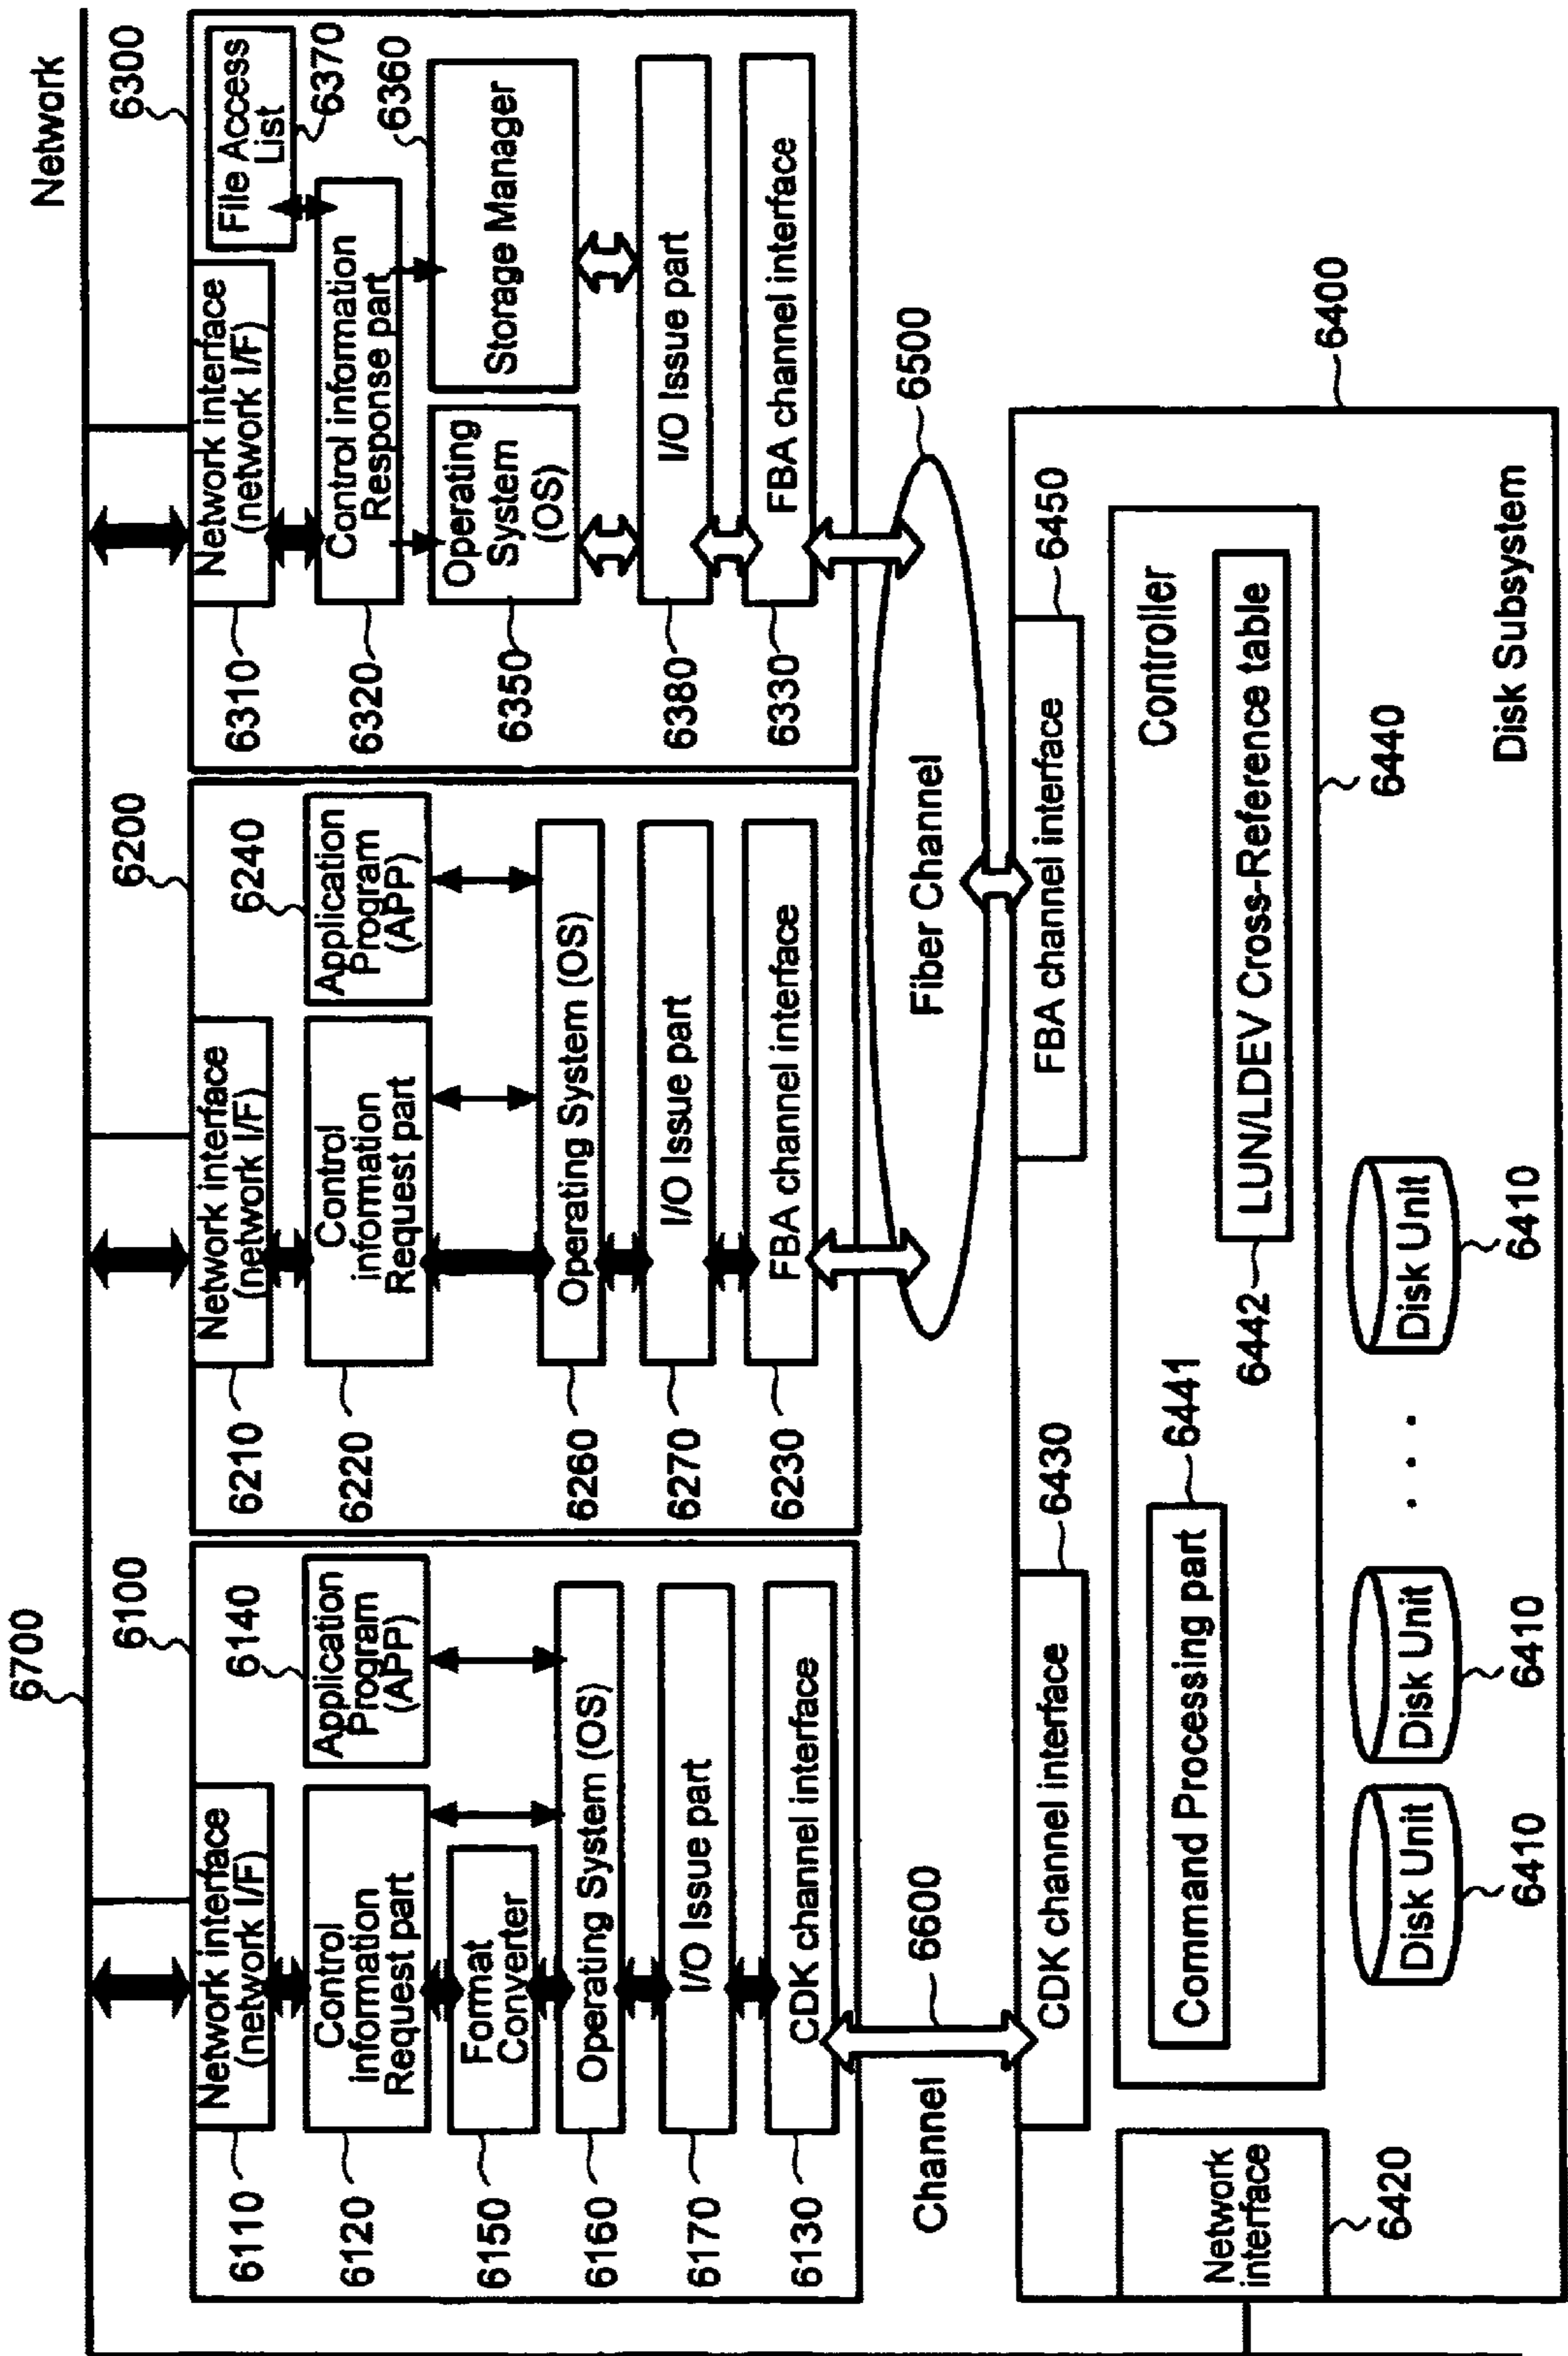 6700
Network
6100
6110
Network interface
(network I/F)
6120
Control
information
Request part
6140
Application
Program
(APP)
6150
Format
Converter
6160
Operating System (OS)
6170
I/O Issue part
6130
CDK channel interface
6200
6210
Network interface
(network I/F)
6220
Control
information
Request part
6240
Application
Program
(APP)
6260
Operating System (OS)
6270
I/O Issue part
6230
FBA channel interface
6300
6310
Network interface
(network I/F)
File Access
List
6370
6320
Control information
Response part
6360
6350
Operating
System
(OS)
Storage Manager
6380
I/O Issue part
6330
FBA channel interface
Channel
6600
Fiber Channel
6500
6400
CDK channel interface
6430
FBA channel interface
6450
Network
interface
6420
Controller
Command Processing part
6441
6442
LUN/LDEV Cross-Reference table
6440
Disk Unit
6410
Disk Unit
6410
. . .
Disk Unit
6410
Disk Subsystem